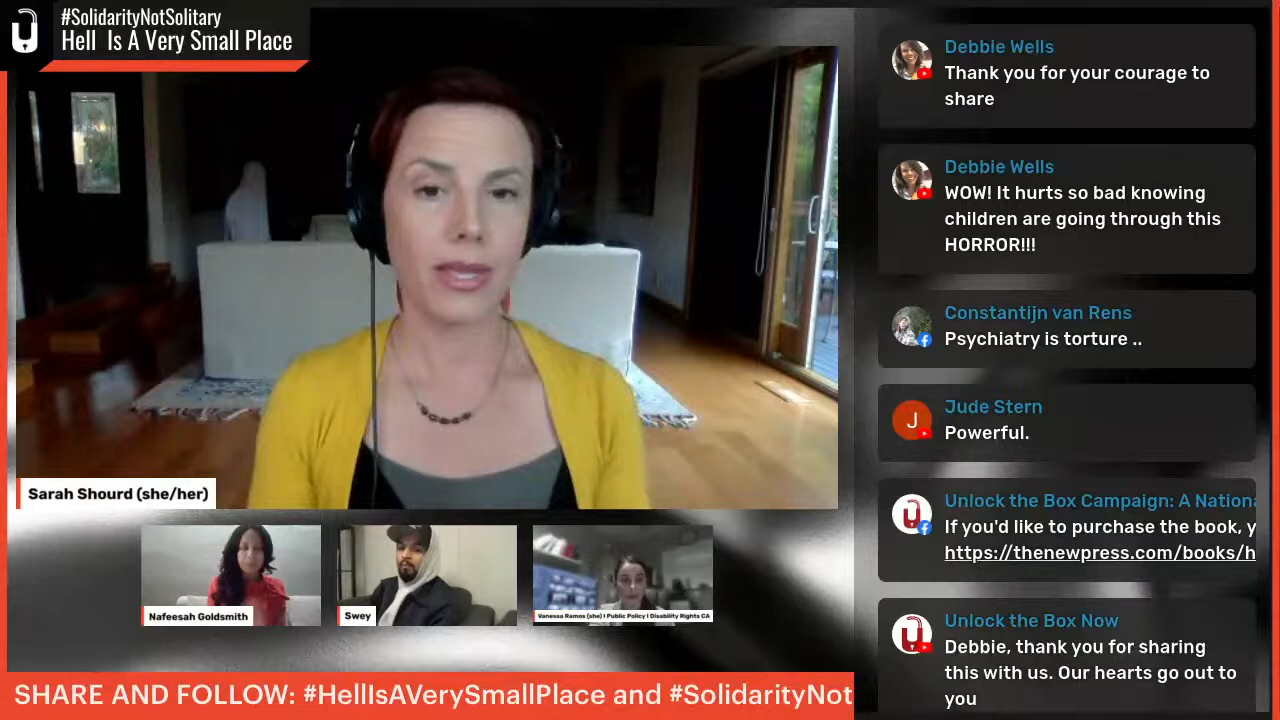 #SolidarityNotSolitary
Hell Is A Very Small Place
Sarah Shourd (she/her)
Nafeesah Goldsmith
Swey
Vanessa Ramos (she) I Public Policy I Disability Rights CA
SHARE AND FOLLOW: #HellIsAVerySmallPlace and #SolidarityNot
Debbie Wells
Thank you for your courage to
share
Debbie Wells
WOW! It hurts so bad knowing
children are going through this
HORROR!!!
Constantijn van Rens
Psychiatry is torture ..
J
Jude Stern
Powerful.
Unlock the Box Campaign: A Nationa
If you'd like to purchase the book, y
https://thenewpress.com/books/h
Unlock the Box Now
Debbie, thank you for sharing
this with us. Our hearts go out to
you